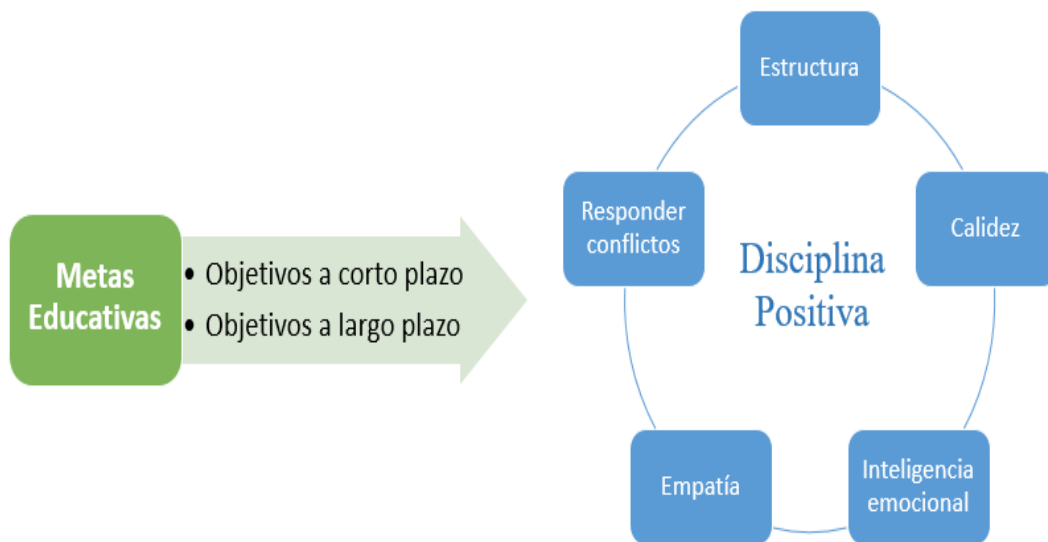 Metas
Educativas
• Objetivos a corto plazo
• Objetivos a largo plazo
Estructura
Calidez
Inteligencia
emocional
Empatía
Responder
conflictos
Disciplina
Positiva